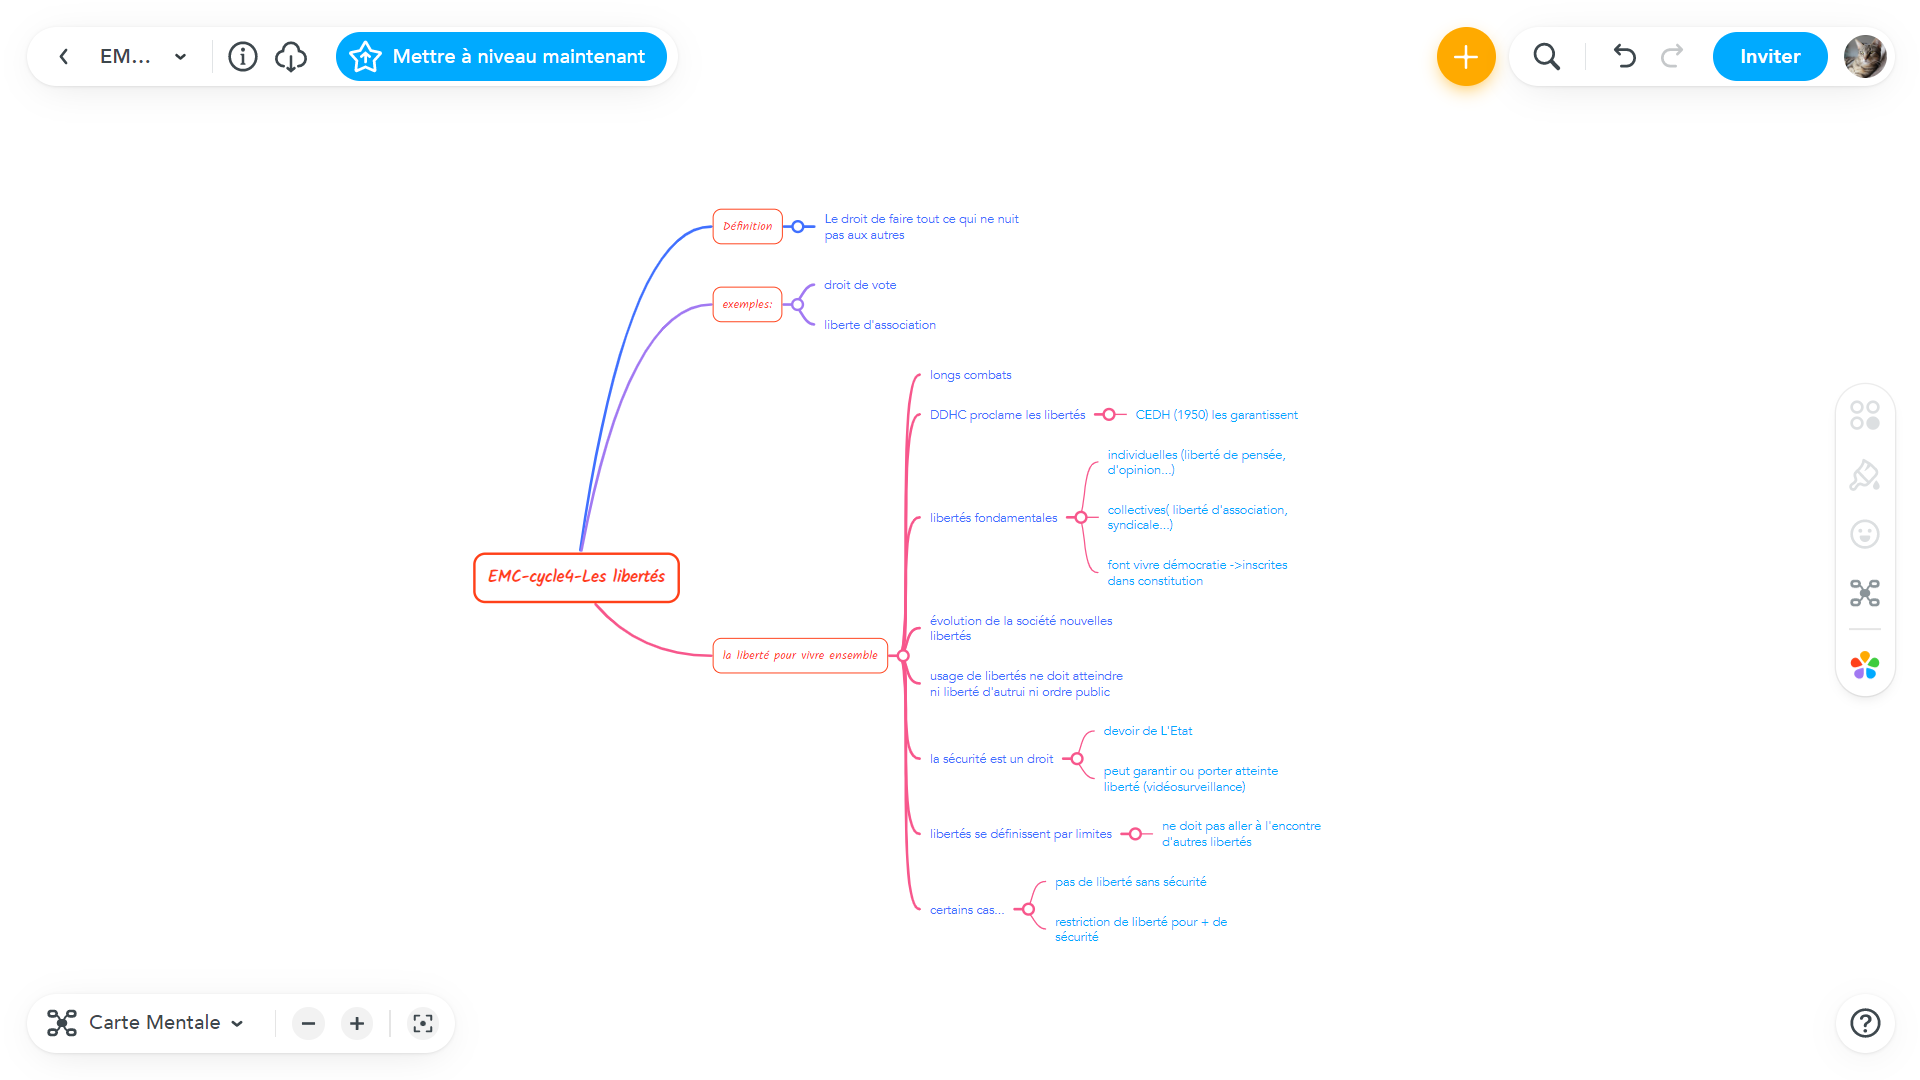 EM...
Mettre à niveau maintenant
Inviter
Définition
Le droit de faire tout ce qui ne nuit
pas aux autres
exemples:
droit de vote
liberte d'association
EMC-cycle4-Les libertés
la liberté pour vivre ensemble
longs combats
DDHC proclame les libertés
CEDH (1950) les garantissent
libertés fondamentales
individuelles (liberté de pensée,
d'opinion...)
collectives( liberté d'association,
syndicale...)
font vivre démocratie ->inscrites
dans constitution
évolution de la société nouvelles
libertés
usage de libertés ne doit atteindre
ni liberté d'autrui ni ordre public
la sécurité est un droit
devoir de L'Etat
peut garantir ou porter atteinte
liberté (vidéosurveillance)
libertés se définissent par limites
ne doit pas aller à l'encontre
d'autres libertés
certains cas...
pas de liberté sans sécurité
restriction de liberté pour + de
sécurité
Carte Mentale